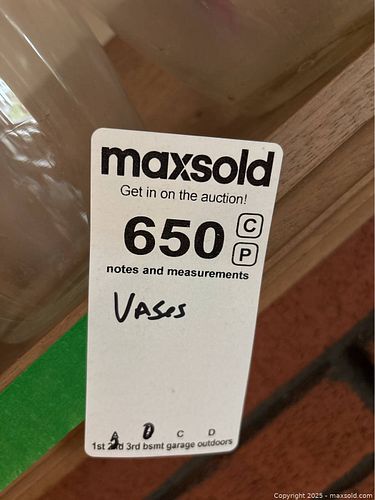 maxsold
Get in on the auction!
650 C
P
notes and measurements
Vases
A C D
1st 3rd bsmt garage outdoors
Copyright 2025 - maxsold.com